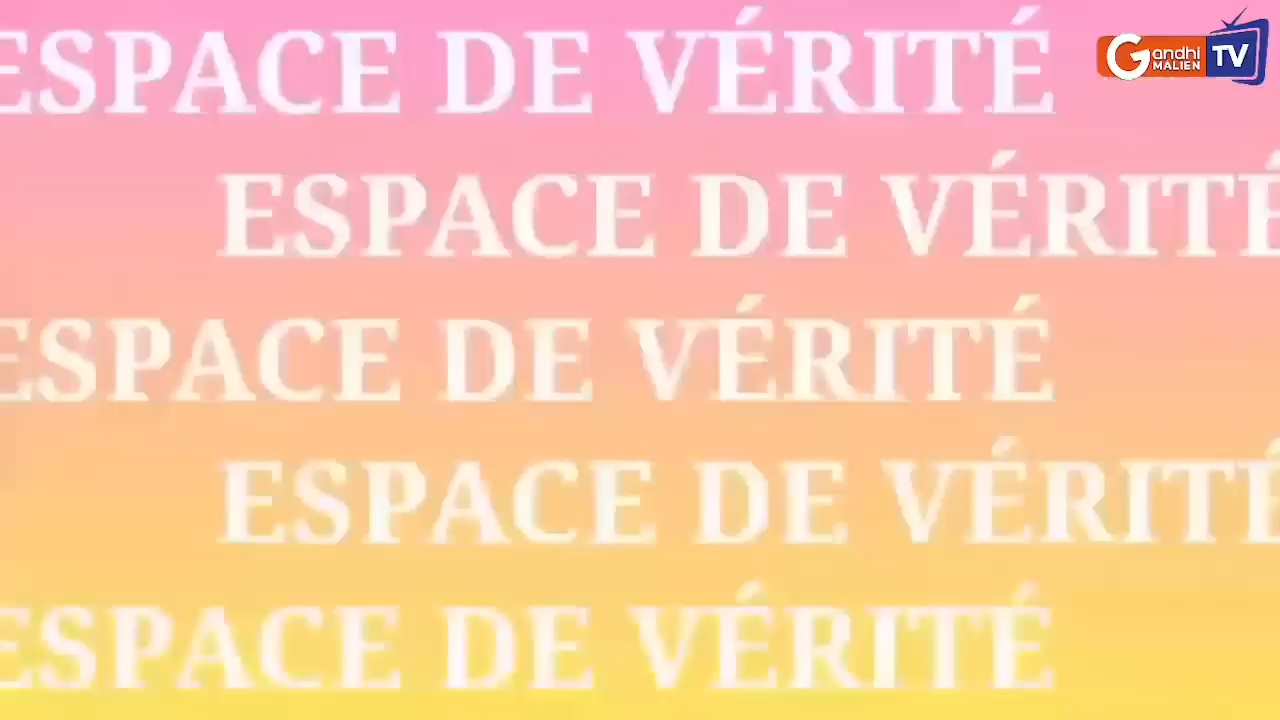 ESPACE DE VÉRITÉ
Gandhi
MALIEN
TV
ESPACE DE VÉRITÉ
ESPACE DE VÉRITÉ
ESPACE DE VÉRITÉ
ESPACE DE VÉRITÉ